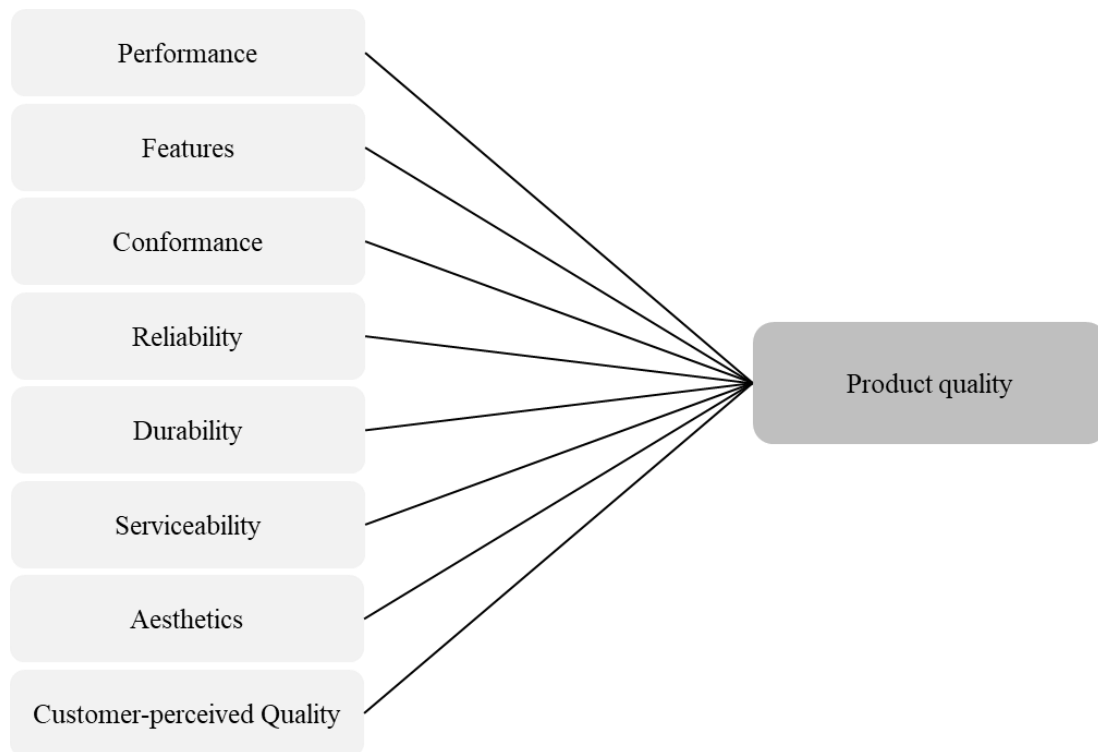 Performance
Features
Conformance
Reliability
Durability
Serviceability
Aesthetics
Customer-perceived Quality
Product quality